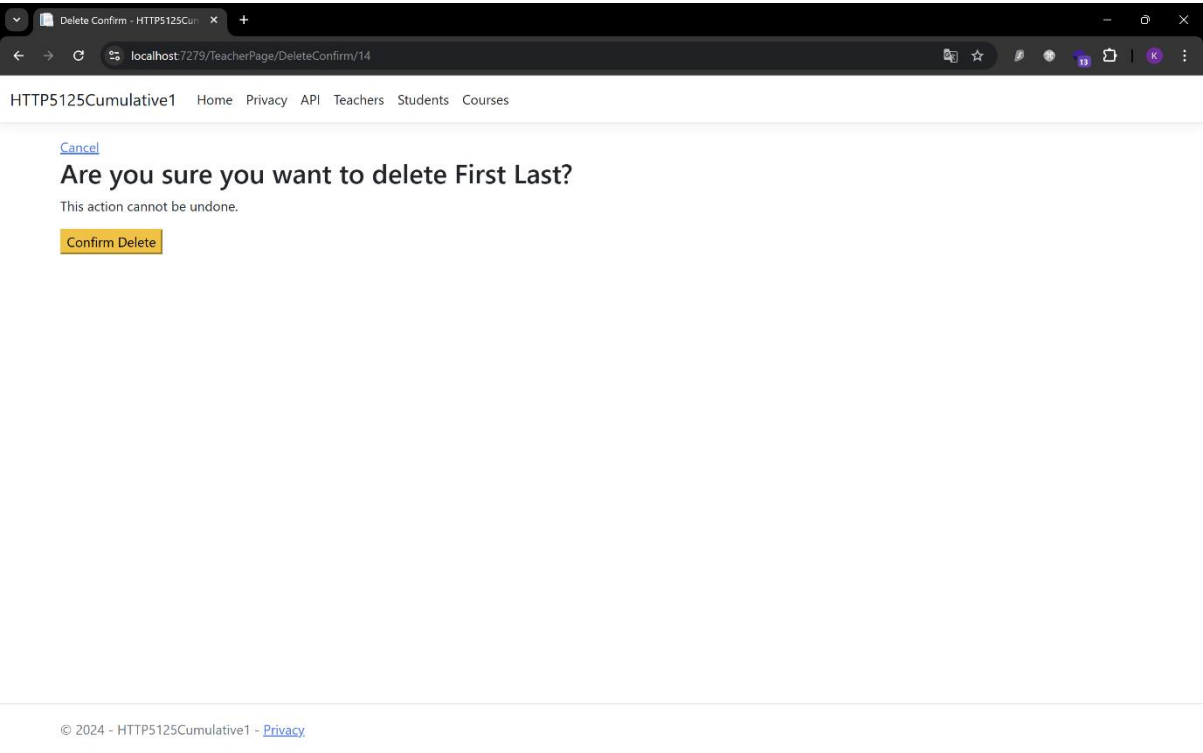 Delete Confirm - HTTP5125Cum
localhost:7279/TeacherPage/DeleteConfirm/14
13
K
HTTP5125Cumulative1 Home Privacy API Teachers Students Courses
Cancel
Are you sure you want to delete First Last?
This action cannot be undone.
Confirm Delete
© 2024 - HTTP5125Cumulative1 - Privacy